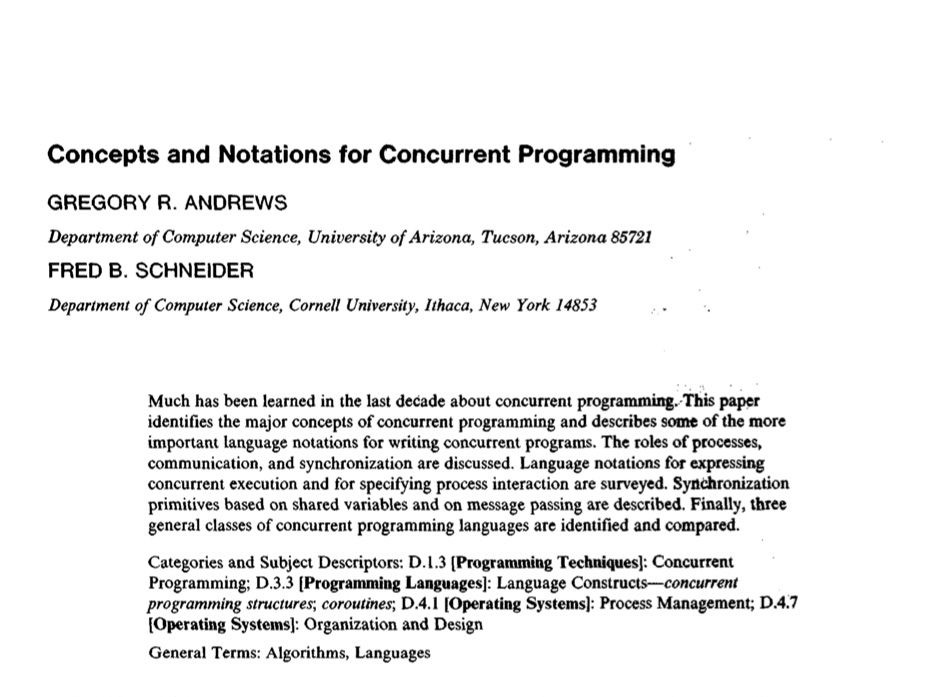 Concepts and Notations for Concurrent Programming
GREGORY R. ANDREWS
Department of Computer Science, University of Arizona, Tucson, Arizona 85721
FRED B. SCHNEIDER
Department of Computer Science, Cornell University, Ithaca, New York 14853
Much has been learned in the last decade about concurrent programming. This paper
identifies the major concepts of concurrent programming and describes some of the more
important language notations for writing concurrent programs. The roles of processes,
communication, and synchronization are discussed. Language notations for expressing
concurrent execution and for specifying process interaction are surveyed. Synchronization
primitives based on shared variables and on message passing are described. Finally, three
general classes of concurrent programming languages are identified and compared.
Categories and Subject Descriptors: D.1.3 [Programming Techniques]: Concurrent
Programming; D.3.3 [Programming Languages]: Language Constructs—concurrent
programming structures; coroutines; D.4.1 [Operating Systems]: Process Management; D.4.7
[Operating Systems]: Organization and Design
General Terms: Algorithms, Languages